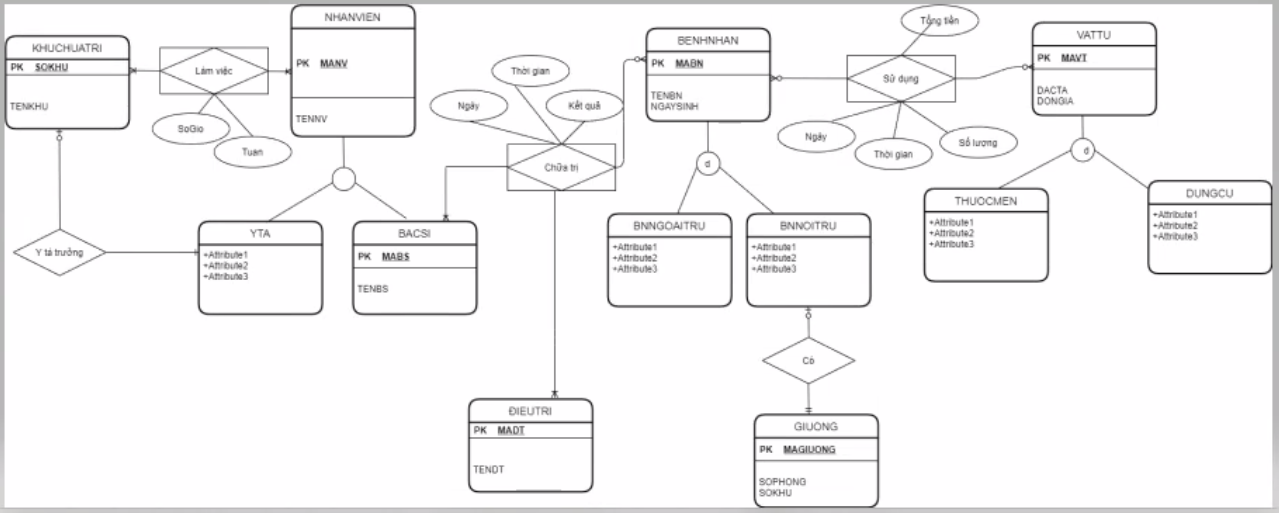 KHUCHUATRI
PK SOKHU
TENKHU
Làm việc
SoGio
Tuan
NHANVIEN
PK MANV
TENNV
Y tá trưởng
YTA
+Attribute1
+Attribute2
+Attribute3
BACSI
PK MABS
TENBS
Thời gian
Ngày
Kết quả
Chữa trị
ĐIEUTRI
PK MADT
TENDT
BENHNHAN
PK MABN
TENBN
NGAYSINH
d
BNNGOAITRU
+Attribute1
+Attribute2
+Attribute3
BNNOITRU
+Attribute1
+Attribute2
+Attribute3
Có
GIUONG
PK MAGIUONG
SOPHONG
SOKHU
Tổng tiền
Sử dụng
Ngày
Thời gian
Số lượng
VATTU
PK MAVT
DACTA
DONGIA
d
THUOCMEN
+Attribute1
+Attribute2
+Attribute3
DUNGCU
+Attribute1
+Attribute2
+Attribute3